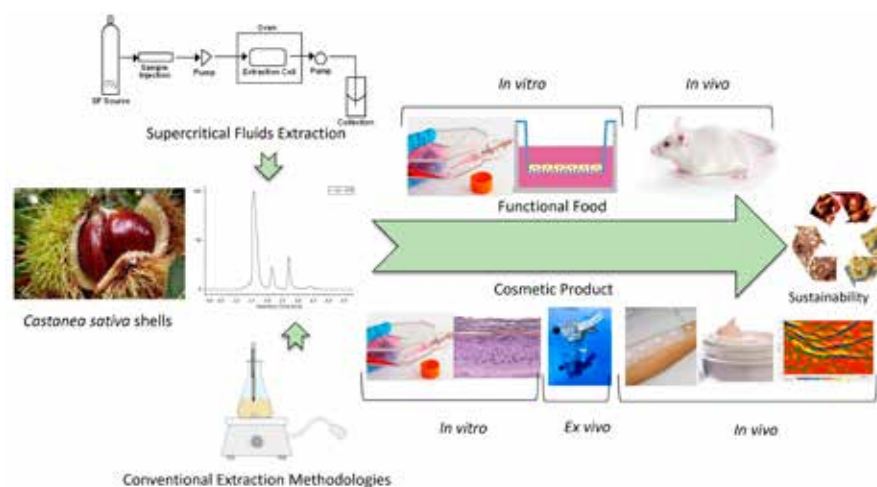 Oven
SF Source
Sample
Injection
Pump
Extraction Cell
Pump
Collection
Supercritical Fluids Extraction
In vitro
In vivo
Functional Food
Castanea sativa shells
Cosmetic Product
Sustainability
In vitro
Ex vivo
In vivo
Conventional Extraction Methodologies